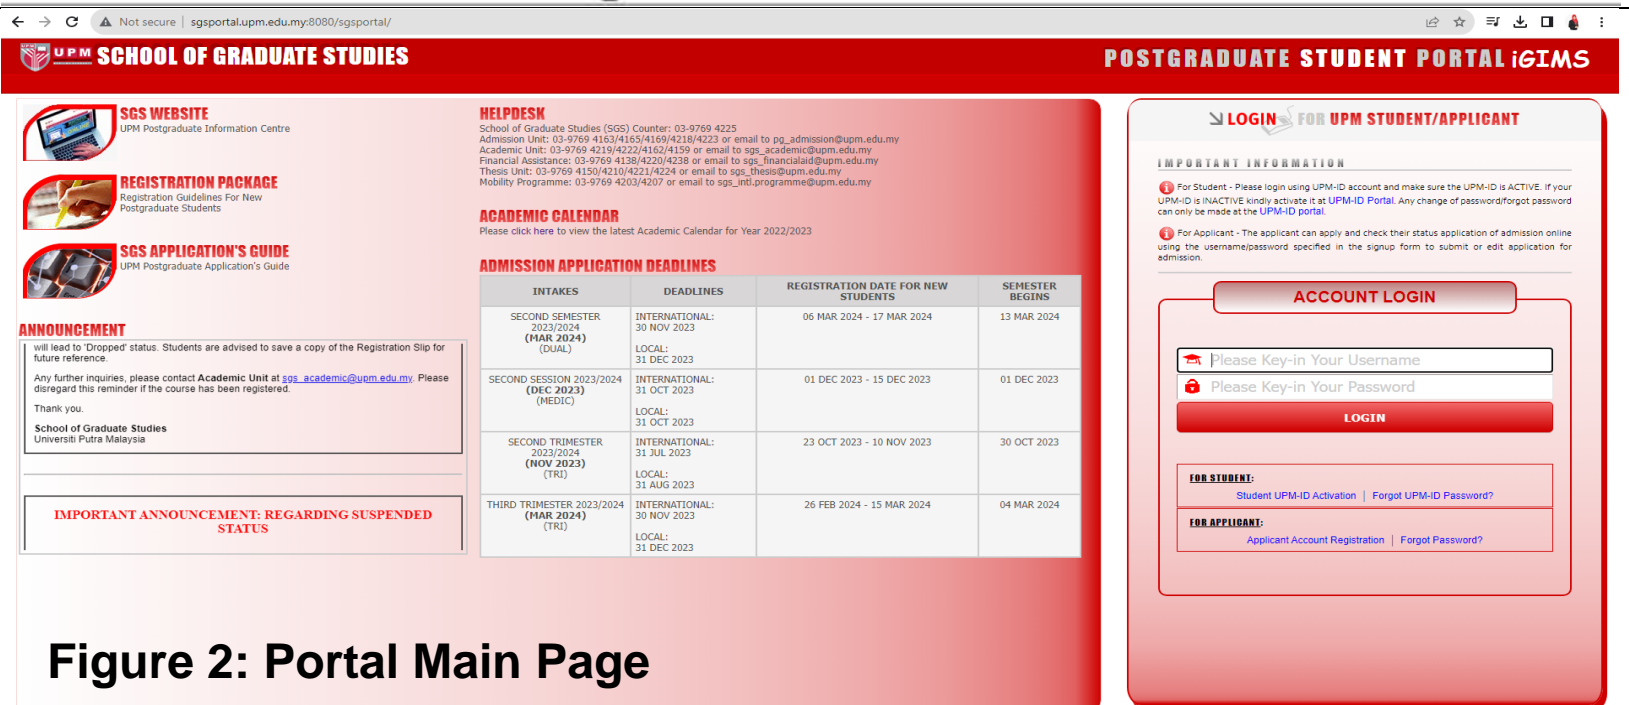 Not secure | sgsportal.upm.edu.my:8080/sgsportal/
UPM SCHOOL OF GRADUATE STUDIES
POSTGRADUATE STUDENT PORTAL iGIMS
SGS WEBSITE
UPM Postgraduate Information Centre
REGISTRATION PACKAGE
Registration Guidelines For New
Postgraduate Students
SGS APPLICATION'S GUIDE
UPM Postgraduate Application's Guide
ANNOUNCEMENT
will lead to 'Dropped' status. Students are advised to save a copy of the Registration Slip for
future reference.
Any further inquiries, please contact Academic Unit at sgs_academic@upm.edu.my. Please
disregard this reminder if the course has been registered.
Thank you.
School of Graduate Studies
Universiti Putra Malaysia
IMPORTANT ANNOUNCEMENT: REGARDING SUSPENDED
STATUS
HELPDESK
School of Graduate Studies (SGS) Counter: 03-9769 4225
Admission Unit: 03-9769 4163/4165/4169/4218/4223 or email to pg_admission@upm.edu.my
Academic Unit: 03-9769 4219/4222/4162/4159 or email to sgs_academic@upm.edu.my
Financial Assistance: 03-9769 4138/4220/4238 or email to sgs_financialaid@upm.edu.my
Thesis Unit: 03-9769 4150/4210/4221/4224 or email to sgs_thesis@upm.edu.my
Mobility Programme: 03-9769 4203/4207 or email to sgs_intl.programme@upm.edu.my
ACADEMIC CALENDAR
Please click here to view the latest Academic Calendar for Year 2022/2023
ADMISSION APPLICATION DEADLINES
INTAKES DEADLINES REGISTRATION DATE FOR NEW STUDENTS SEMESTER BEGINS
SECOND SEMESTER 2023/2024 (MAR 2024) (DUAL) INTERNATIONAL: 30 NOV 2023 LOCAL: 31 DEC 2023 06 MAR 2024 - 17 MAR 2024 13 MAR 2024
SECOND SESSION 2023/2024 (DEC 2023) (MEDIC) INTERNATIONAL: 31 OCT 2023 LOCAL: 31 OCT 2023 01 DEC 2023 - 15 DEC 2023 01 DEC 2023
SECOND TRIMESTER 2023/2024 (NOV 2023) (TRI) INTERNATIONAL: 31 JUL 2023 LOCAL: 31 AUG 2023 23 OCT 2023 - 10 NOV 2023 30 OCT 2023
THIRD TRIMESTER 2023/2024 (MAR 2024) (TRI) INTERNATIONAL: 30 NOV 2023 LOCAL: 31 DEC 2023 26 FEB 2024 - 15 MAR 2024 04 MAR 2024
LOGIN FOR UPM STUDENT/APPLICANT
IMPORTANT INFORMATION
For Student - Please login using UPM-ID account and make sure the UPM-ID is ACTIVE. If your
UPM-ID is INACTIVE kindly activate it at UPM-ID Portal. Any change of password/forgot password
can only be made at the UPM-ID portal.
For Applicant - The applicant can apply and check their status application of admission online
using the username/password specified in the signup form to submit or edit application for
admission.
ACCOUNT LOGIN
Please Key-in Your Username
Please Key-in Your Password
LOGIN
FOR STUDENT:
Student UPM-ID Activation | Forgot UPM-ID Password?
FOR APPLICANT:
Applicant Account Registration | Forgot Password?
Figure 2: Portal Main Page